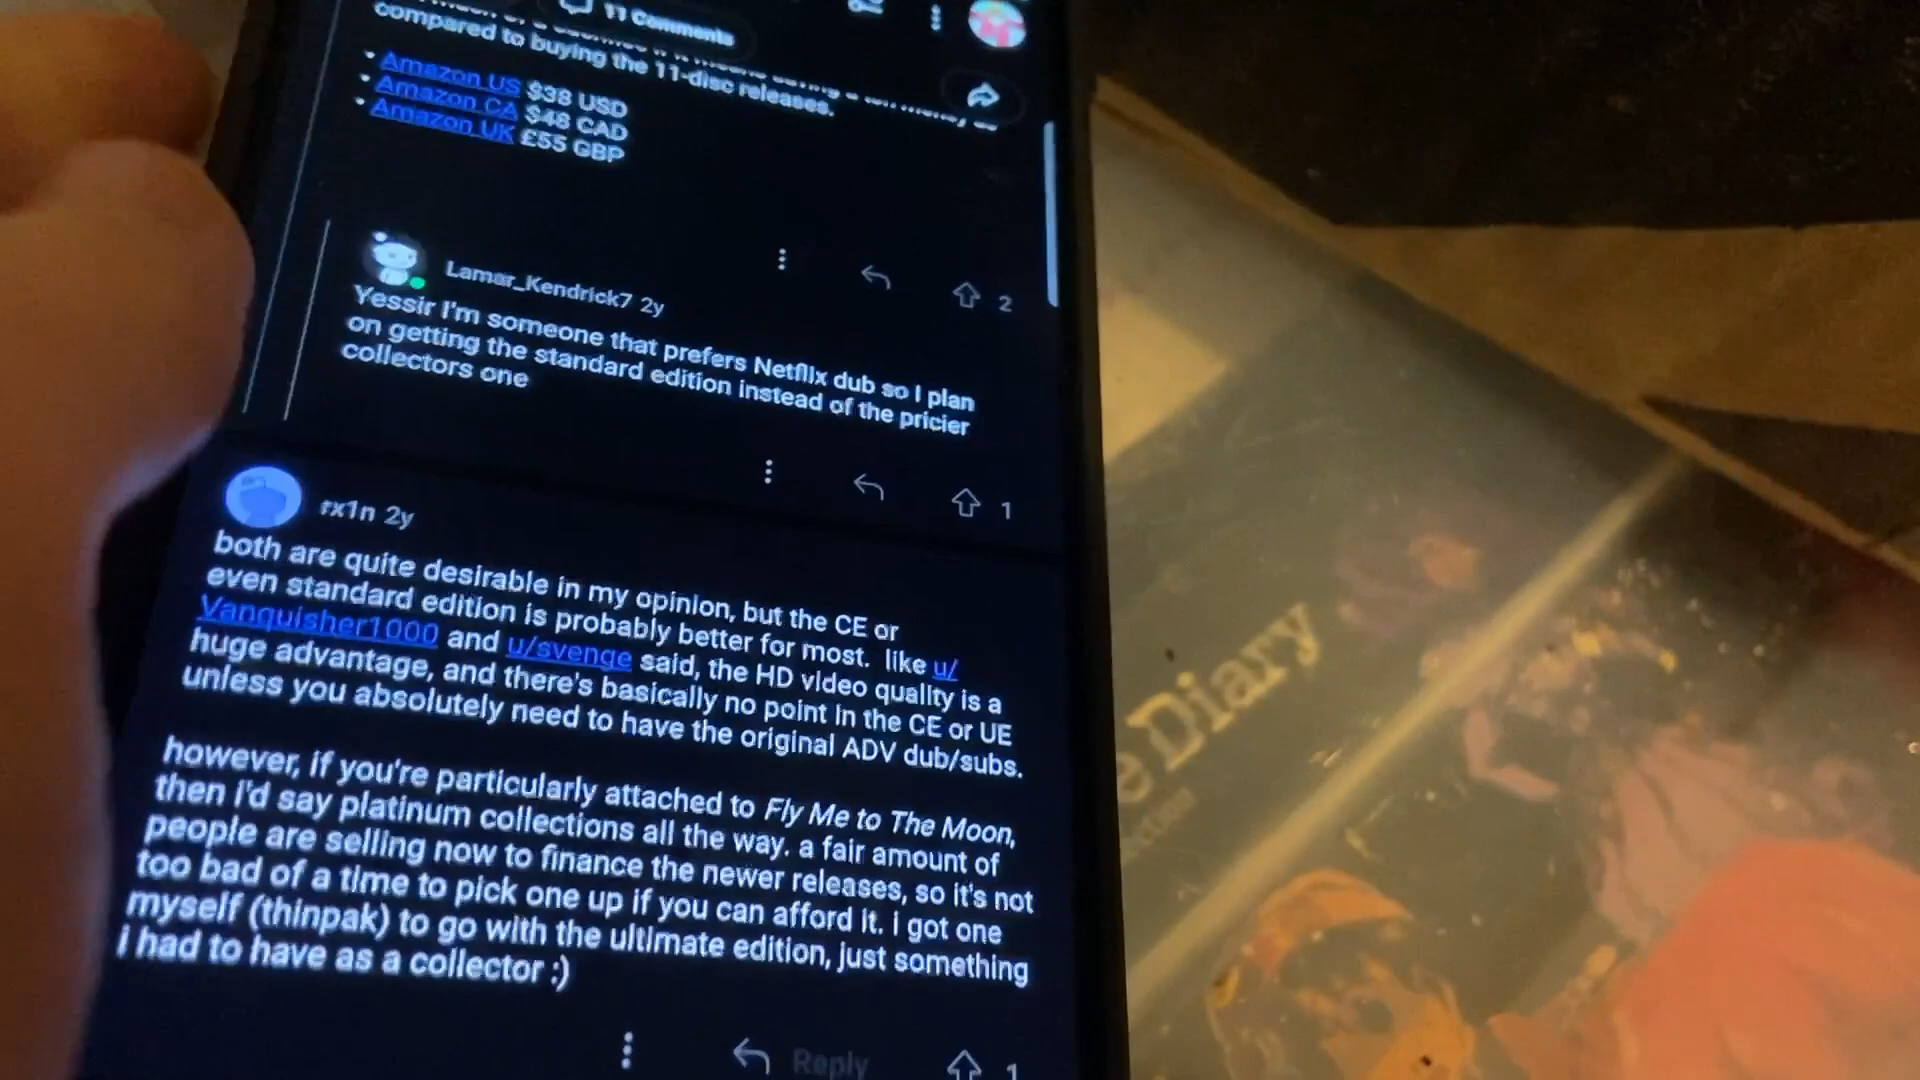 11 Comments
compared to buying the 11-disc releases.
• Amazon US $38 USD
• Amazon CA $48 CAD
• Amazon UK £55 GBP
2
Lamar_Kendrick7 2y
Yessir I'm someone that prefers Netflix dub so I plan
on getting the standard edition instead of the pricier
collectors one
1
rx1n 2y
both are quite desirable in my opinion, but the CE or
even standard edition is probably better for most. like u/
Vanquisher1000 and u/svenge said, the HD video quality is a
huge advantage, and there's basically no point in the CE or UE
unless you absolutely need to have the original ADV dub/subs.
however, if you're particularly attached to Fly Me to The Moon,
then i'd say platinum collections all the way. a fair amount of
people are selling now to finance the newer releases, so it's not
too bad of a time to pick one up if you can afford it. i got one
myself (thinpak) to go with the ultimate edition, just something
i had to have as a collector :)
Reply
1
e Diary